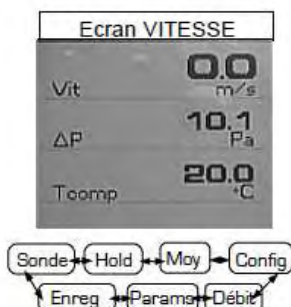 Ecran VITESSE
0.0
Vit m/s
10.1
ΔP Pa
20.0
Tcomp °C
Sonde Hold Moy Config
Enreg Params Débit